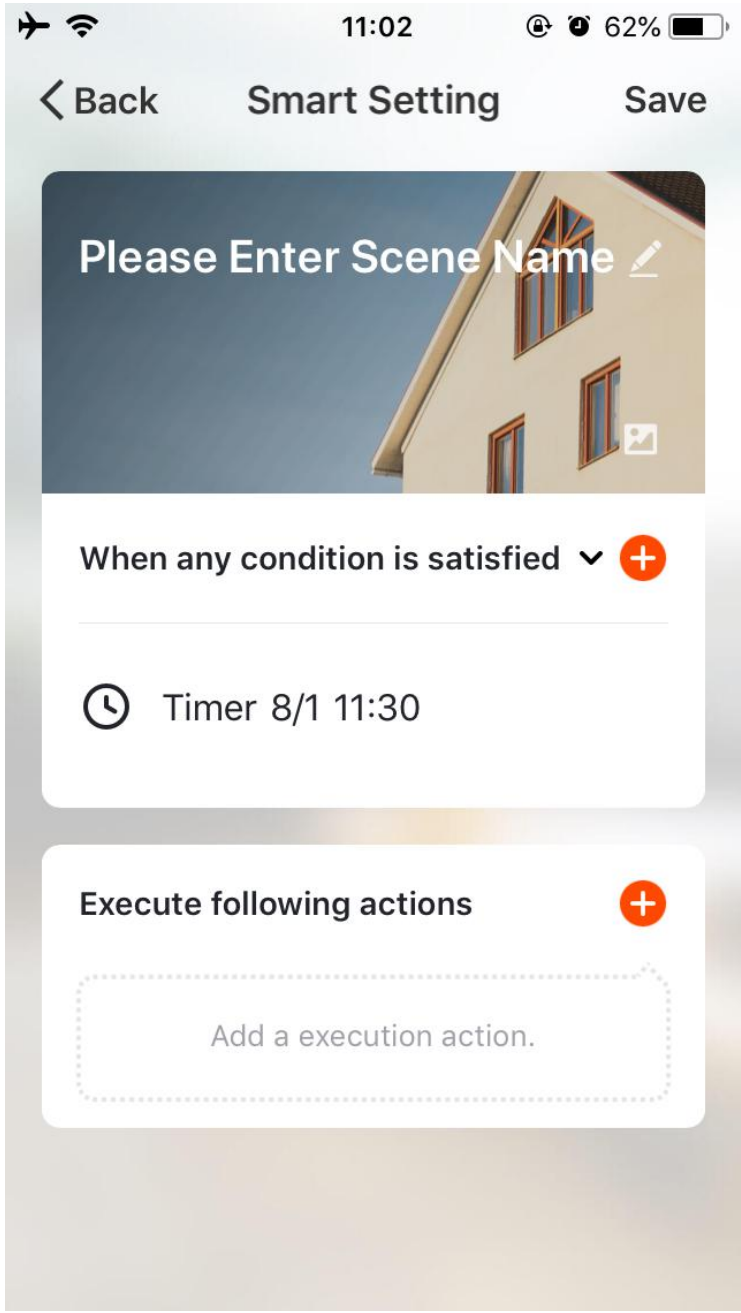 11:02 62%
Back Smart Setting Save
Please Enter Scene Name
When any condition is satisfied
Timer 8/1 11:30
Execute following actions
Add a execution action.